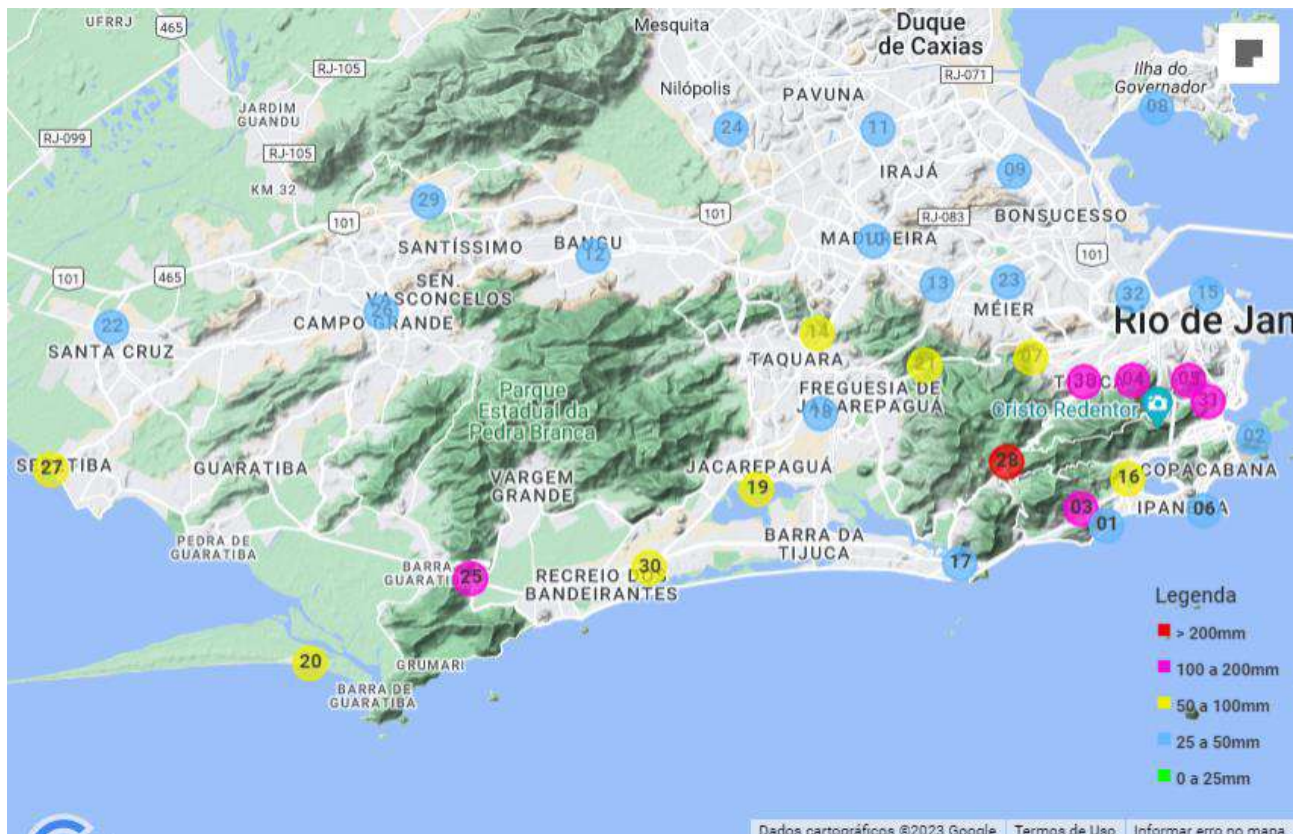 UFRRJ
465
Mesquita
Duque
de Caxias
RJ-105
RJ-071
Ilha do
Governador
08
Nilópolis
PAVUNA
JARDIM
GUANDU
24
11
RJ-099
RJ-105
IRAJÁ
09
KM 32
29
101
101
RJ-083
BONSUCESSO
SANTÍSSIMO
BANGU
12
MADUREIRA
10
101
101
465
SEN.
VASCONCELOS
26
CAMPO GRANDE
13
23
MÉIER
32
15
22
SANTA CRUZ
Rio de Jan
14
TAQUARA
21
07
Parque
Estadual da
Pedra Branca
FREGUESIA DE
JACAREPAGUÁ
18
TIJUCA
04
05
31
Cristo Redentor
02
27
SEPETIBA
GUARATIBA
VARGEM
GRANDE
JACAREPAGUÁ
19
28
16
COPACABANA
03
01
IPANEMA
06
PEDRA DE
GUARATIBA
BARRA DA
TIJUCA
17
BARRA
GUARATI
25
RECREIO DOS
BANDEIRANTES
30
20
GRUMARI
BARRA DE
GUARATIBA
Legenda
> 200mm
100 a 200mm
50 a 100mm
25 a 50mm
0 a 25mm
Dados cartográficos ©2023 Google
Termos de Uso
Informar erro no mapa